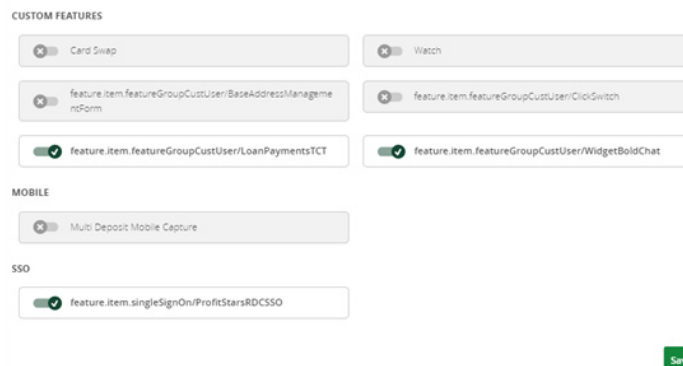 CUSTOM FEATURES
Card Swap
Watch
feature.item.featureGroupCustUser/BaseAddressManageme
ntForm
feature.item.featureGroupCustUser/ClickSwitch
feature.item.featureGroupCustUser/LoanPaymentsTCT
feature.item.featureGroupCustUser/WidgetBoldChat
MOBILE
Multi Deposit Mobile Capture
SSO
feature.item.singleSignOn/ProfitStarsRDCSSO